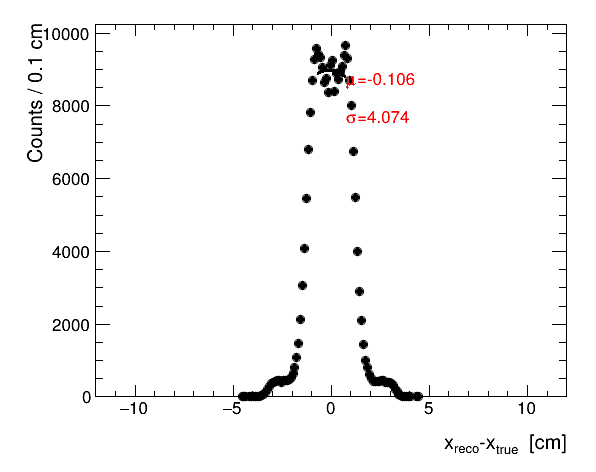 Counts / 0.1 cm
10000
8000
6000
4000
2000
0
μ=-0.106
σ=4.074
−10 −5 0 5 10
x_reco-x_true [cm]